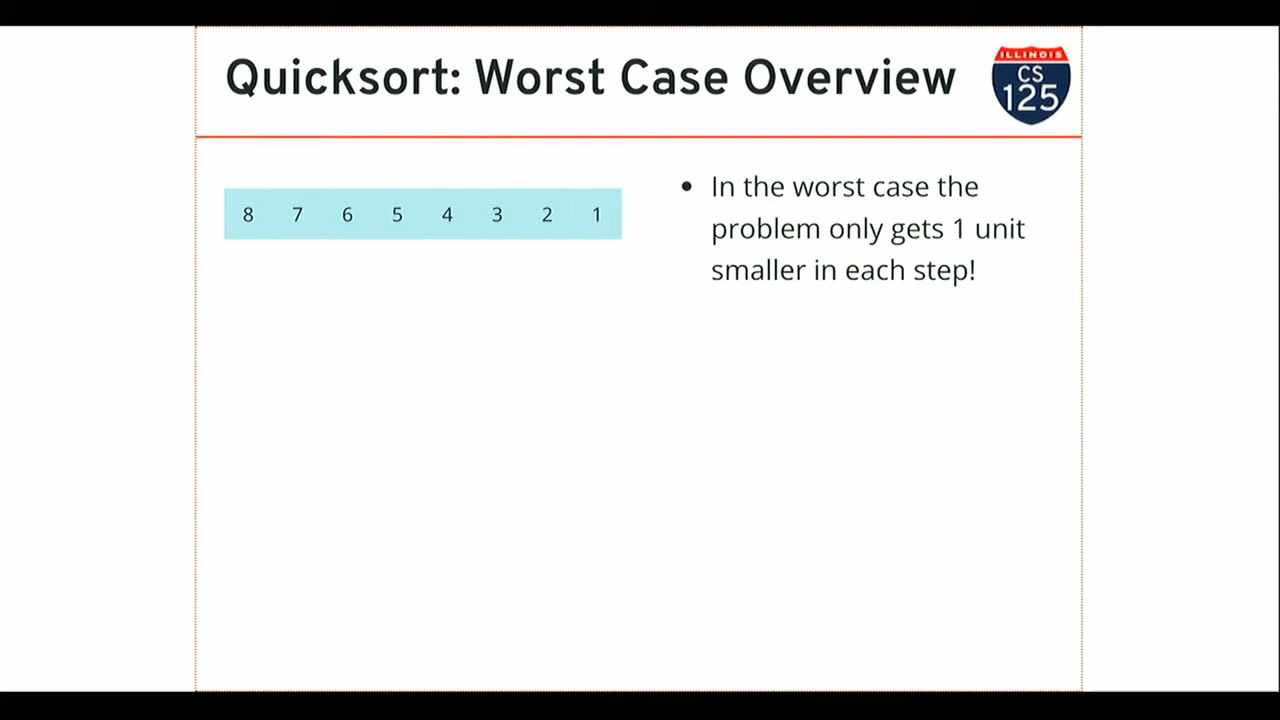 Quicksort: Worst Case Overview
ILLINOIS
CS
125
8 7 6 5 4 3 2 1
• In the worst case the
problem only gets 1 unit
smaller in each step!